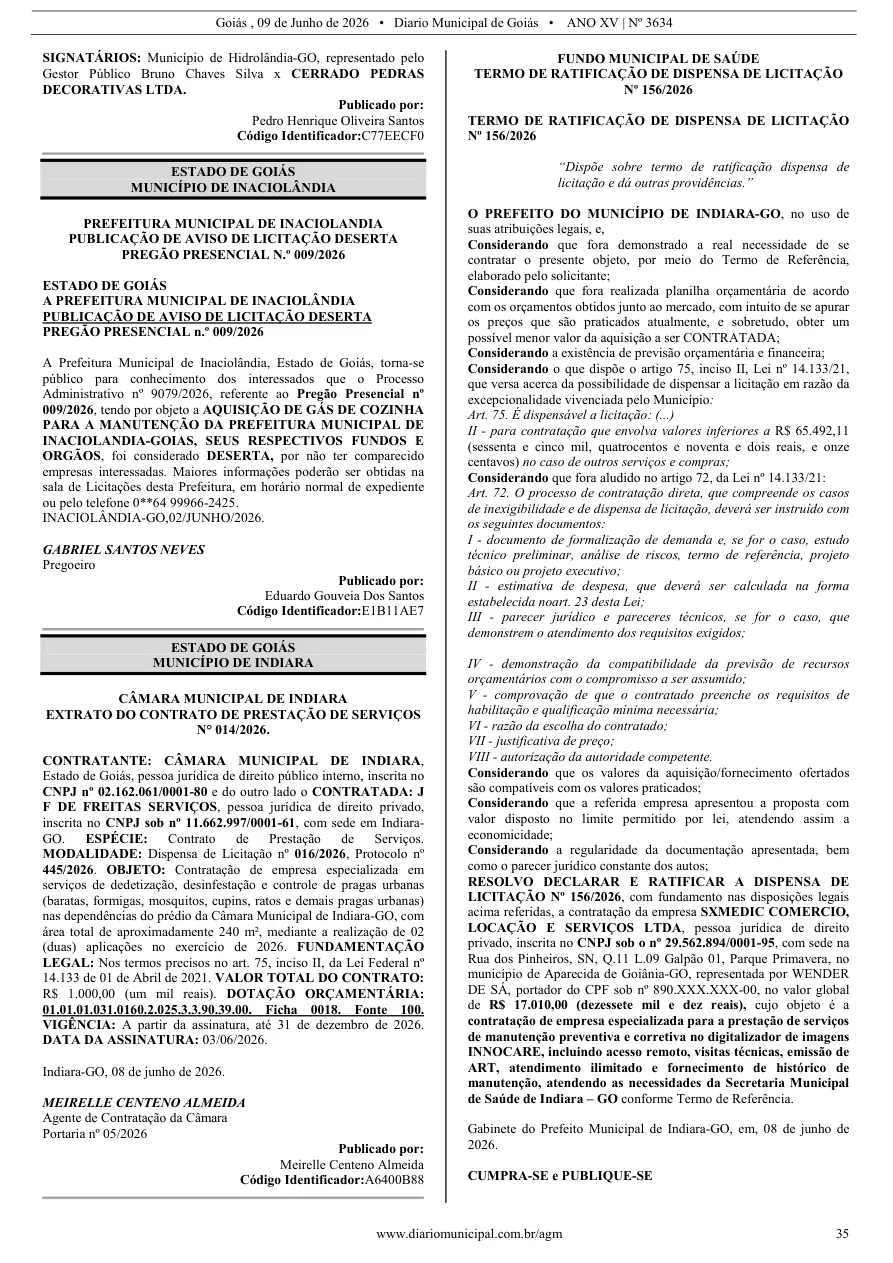 Goiás , 09 de Junho de 2026 • Diario Municipal de Goiás • ANO XV | Nº 3634
SIGNATÁRIOS: Município de Hidrolândia-GO, representado pelo
Gestor Público Bruno Chaves Silva x CERRADO PEDRAS
DECORATIVAS LTDA.
Publicado por:
Pedro Henrique Oliveira Santos
Código Identificador:C77EECF0
ESTADO DE GOIÁS
MUNICÍPIO DE INACIOLÂNDIA
PREFEITURA MUNICIPAL DE INACIOLANDIA
PUBLICAÇÃO DE AVISO DE LICITAÇÃO DESERTA
PREGÃO PRESENCIAL N.º 009/2026
ESTADO DE GOIÁS
A PREFEITURA MUNICIPAL DE INACIOLÂNDIA
PUBLICAÇÃO DE AVISO DE LICITAÇÃO DESERTA
PREGÃO PRESENCIAL n.º 009/2026
A Prefeitura Municipal de Inaciolândia, Estado de Goiás, torna-se
público para conhecimento dos interessados que o Processo
Administrativo nº 9079/2026, referente ao Pregão Presencial nº
009/2026, tendo por objeto a AQUISIÇÃO DE GÁS DE COZINHA
PARA A MANUTENÇÃO DA PREFEITURA MUNICIPAL DE
INACIOLANDIA-GOIAS, SEUS RESPECTIVOS FUNDOS E
ORGÃOS, foi considerado DESERTA, por não ter comparecido
empresas interessadas. Maiores informações poderão ser obtidas na
sala de Licitações desta Prefeitura, em horário normal de expediente
ou pelo telefone 0**64 99966-2425.
INACIOLÂNDIA-GO,02/JUNHO/2026.
GABRIEL SANTOS NEVES
Pregoeiro
Publicado por:
Eduardo Gouveia Dos Santos
Código Identificador:E1B11AE7
ESTADO DE GOIÁS
MUNICÍPIO DE INDIARA
CÂMARA MUNICIPAL DE INDIARA
EXTRATO DO CONTRATO DE PRESTAÇÃO DE SERVIÇOS
N° 014/2026.
CONTRATANTE: CÂMARA MUNICIPAL DE INDIARA,
Estado de Goiás, pessoa jurídica de direito público interno, inscrita no
CNPJ nº 02.162.061/0001-80 e do outro lado o CONTRATADA: J
F DE FREITAS SERVIÇOS, pessoa jurídica de direito privado,
inscrita no CNPJ sob nº 11.662.997/0001-61, com sede em Indiara-
GO. ESPÉCIE: Contrato de Prestação de Serviços.
MODALIDADE: Dispensa de Licitação nº 016/2026, Protocolo nº
445/2026. OBJETO: Contratação de empresa especializada em
serviços de dedetização, desinfestação e controle de pragas urbanas
(baratas, formigas, mosquitos, cupins, ratos e demais pragas urbanas)
nas dependências do prédio da Câmara Municipal de Indiara-GO, com
área total de aproximadamente 240 m², mediante a realização de 02
(duas) aplicações no exercício de 2026. FUNDAMENTAÇÃO
LEGAL: Nos termos precisos no art. 75, inciso II, da Lei Federal nº
14.133 de 01 de Abril de 2021. VALOR TOTAL DO CONTRATO:
R$ 1.000,00 (um mil reais). DOTAÇÃO ORÇAMENTÁRIA:
01.01.01.031.0160.2.025.3.3.90.39.00. Ficha 0018. Fonte 100.
VIGÊNCIA: A partir da assinatura, até 31 de dezembro de 2026.
DATA DA ASSINATURA: 03/06/2026.
Indiara-GO, 08 de junho de 2026.
MEIRELLE CENTENO ALMEIDA
Agente de Contratação da Câmara
Portaria nº 05/2026
Publicado por:
Meirelle Centeno Almeida
Código Identificador:A6400B88
FUNDO MUNICIPAL DE SAÚDE
TERMO DE RATIFICAÇÃO DE DISPENSA DE LICITAÇÃO
Nº 156/2026
TERMO DE RATIFICAÇÃO DE DISPENSA DE LICITAÇÃO
Nº 156/2026
“Dispõe sobre termo de ratificação dispensa de
licitação e dá outras providências.”
O PREFEITO DO MUNICÍPIO DE INDIARA-GO, no uso de
suas atribuições legais, e,
Considerando que fora demonstrado a real necessidade de se
contratar o presente objeto, por meio do Termo de Referência,
elaborado pelo solicitante;
Considerando que fora realizada planilha orçamentária de acordo
com os orçamentos obtidos junto ao mercado, com intuito de se apurar
os preços que são praticados atualmente, e sobretudo, obter um
possível menor valor da aquisição a ser CONTRATADA;
Considerando a existência de previsão orçamentária e financeira;
Considerando o que dispõe o artigo 75, inciso II, Lei nº 14.133/21,
que versa acerca da possibilidade de dispensar a licitação em razão da
excepcionalidade vivenciada pelo Município:
Art. 75. É dispensável a licitação: (...)
II - para contratação que envolva valores inferiores a R$ 65.492,11
(sessenta e cinco mil, quatrocentos e noventa e dois reais, e onze
centavos) no caso de outros serviços e compras;
Considerando que fora aludido no artigo 72, da Lei nº 14.133/21:
Art. 72. O processo de contratação direta, que compreende os casos
de inexigibilidade e de dispensa de licitação, deverá ser instruído com
os seguintes documentos:
I - documento de formalização de demanda e, se for o caso, estudo
técnico preliminar, análise de riscos, termo de referência, projeto
básico ou projeto executivo;
II - estimativa de despesa, que deverá ser calculada na forma
estabelecida noart. 23 desta Lei;
III - parecer jurídico e pareceres técnicos, se for o caso, que
demonstrem o atendimento dos requisitos exigidos;
IV - demonstração da compatibilidade da previsão de recursos
orçamentários com o compromisso a ser assumido;
V - comprovação de que o contratado preenche os requisitos de
habilitação e qualificação mínima necessária;
VI - razão da escolha do contratado;
VII - justificativa de preço;
VIII - autorização da autoridade competente.
Considerando que os valores da aquisição/fornecimento ofertados
são compatíveis com os valores praticados;
Considerando que a referida empresa apresentou a proposta com
valor disposto no limite permitido por lei, atendendo assim a
economicidade;
Considerando a regularidade da documentação apresentada, bem
como o parecer jurídico constante dos autos;
RESOLVO DECLARAR E RATIFICAR A DISPENSA DE
LICITAÇÃO Nº 156/2026, com fundamento nas disposições legais
acima referidas, a contratação da empresa SXMEDIC COMERCIO,
LOCAÇÃO E SERVIÇOS LTDA, pessoa jurídica de direito
privado, inscrita no CNPJ sob o nº 29.562.894/0001-95, com sede na
Rua dos Pinheiros, SN, Q.11 L.09 Galpão 01, Parque Primavera, no
município de Aparecida de Goiânia-GO, representada por WENDER
DE SÁ, portador do CPF sob nº 890.XXX.XXX-00, no valor global
de R$ 17.010,00 (dezessete mil e dez reais), cujo objeto é a
contratação de empresa especializada para a prestação de serviços
de manutenção preventiva e corretiva no digitalizador de imagens
INNOCARE, incluindo acesso remoto, visitas técnicas, emissão de
ART, atendimento ilimitado e fornecimento de histórico de
manutenção, atendendo as necessidades da Secretaria Municipal
de Saúde de Indiara – GO conforme Termo de Referência.
Gabinete do Prefeito Municipal de Indiara-GO, em, 08 de junho de
2026.
CUMPRA-SE e PUBLIQUE-SE
www.diariomunicipal.com.br/agm
35